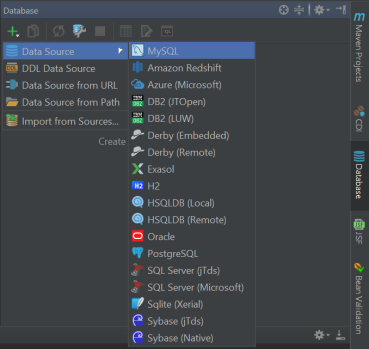 Database
Data Source
DDL Data Source
Data Source from URL
Data Source from Path
Import from Sources...
Create
MySQL
Amazon Redshift
Azure (Microsoft)
DB2 (JTOpen)
DB2 (LUW)
Derby (Embedded)
Derby (Remote)
Exasol
H2
HSQLDB (Local)
HSQLDB (Remote)
Oracle
PostgreSQL
SQL Server (jTds)
SQL Server (Microsoft)
Sqlite (Xerial)
Sybase (jTds)
Sybase (Native)
Maven Projects
CDI
Database
JSF
Bean Validation